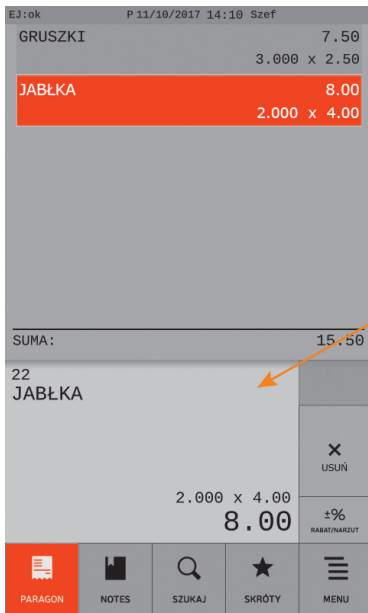 EJ:ok P 11/10/2017 14:10 Szef
GRUSZKI 7.50
3.000 x 2.50
JABŁKA 8.00
2.000 x 4.00
SUMA: 15.50
22
JABŁKA
× USUŃ
2.000 x 4.00
8.00
±% RABAT/NARZUT
PARAGON NOTES SZUKAJ SKRÓTY MENU